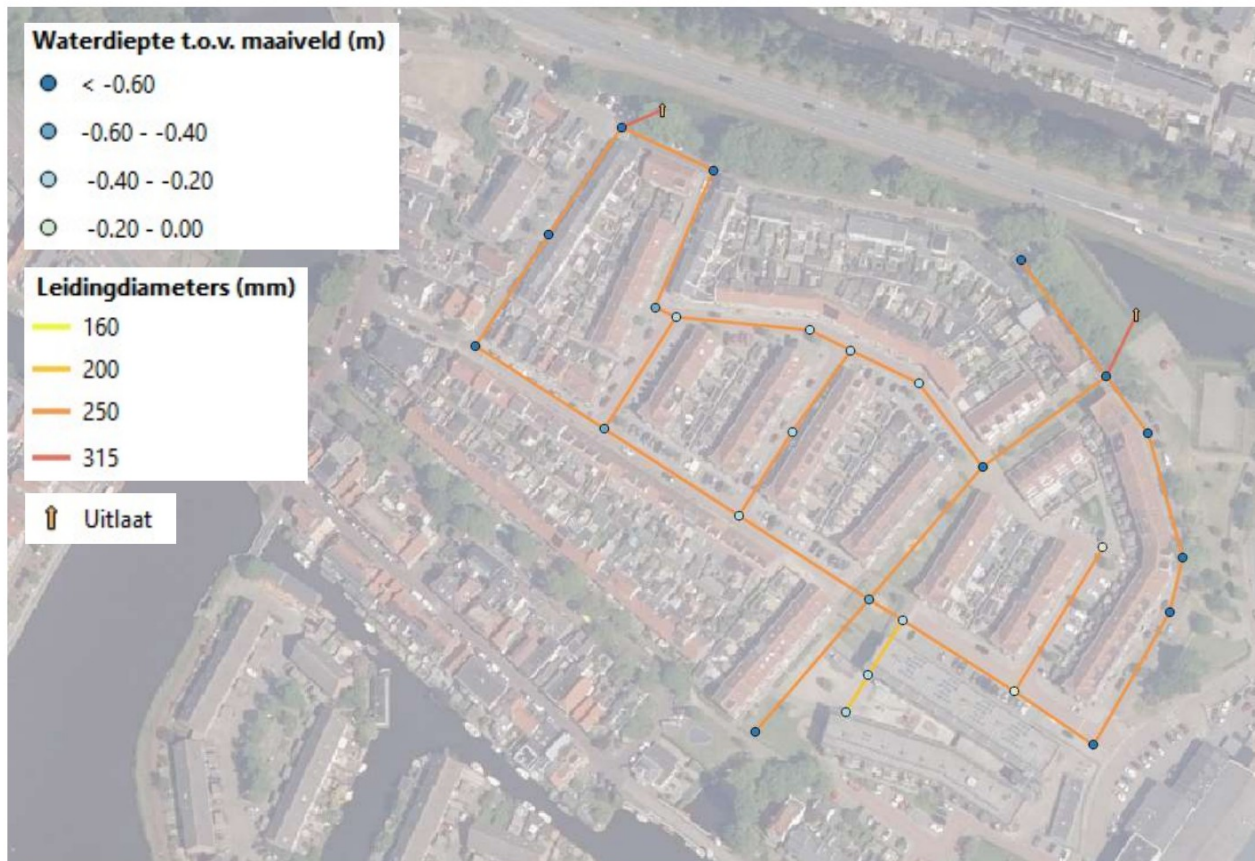 Waterdiepte t.o.v. maaiveld (m)
< -0.60
-0.60 - -0.40
-0.40 - -0.20
-0.20 - 0.00
Leidingdiameters (mm)
160
200
250
315
Uitlaat